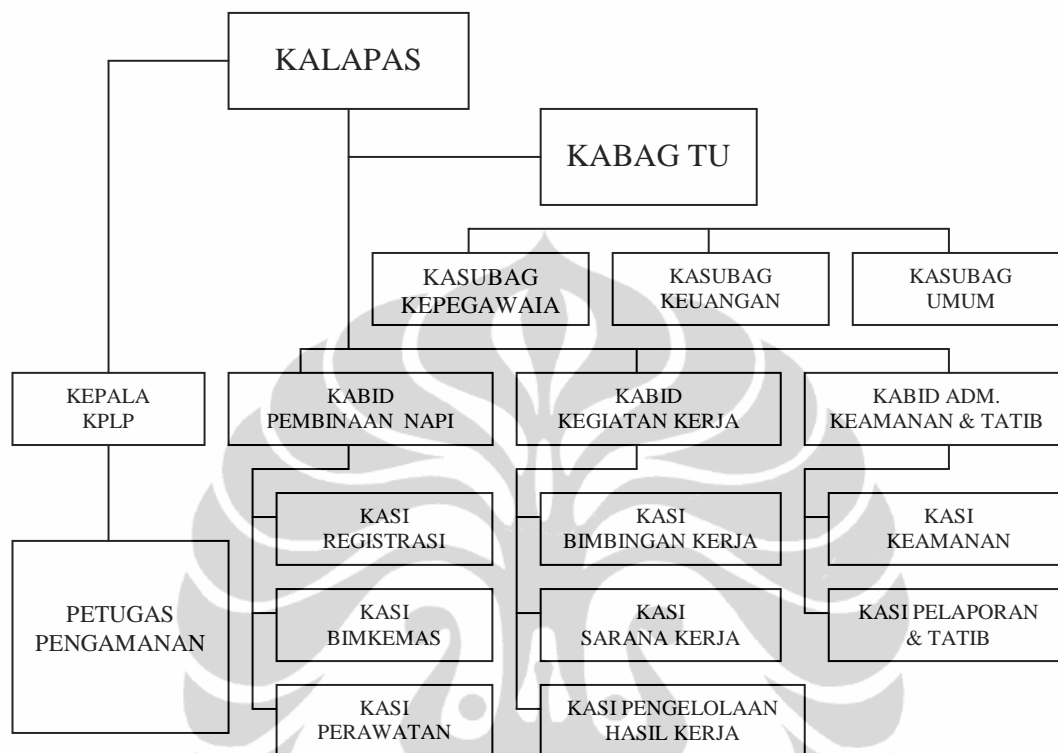 KALAPAS
KABAG TU
KASUBAG
KEPEGAWAIA
KASUBAG
KEUANGAN
KASUBAG
UMUM
KEPALA
KPLP
KABID
PEMBINAAN NAPI
KABID
KEGIATAN KERJA
KABID ADM.
KEAMANAN & TATIB
KASI
REGISTRASI
KASI
BIMBINGAN KERJA
KASI
KEAMANAN
PETUGAS
PENGAMANAN
KASI
BIMKEMAS
KASI
SARANA KERJA
KASI PELAPORAN
& TATIB
KASI
PERAWATAN
KASI PENGELOLAAN
HASIL KERJA